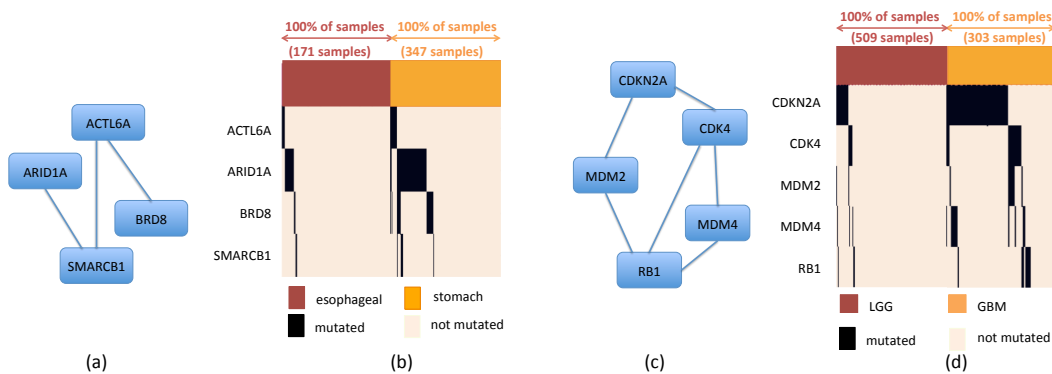 ACTL6A
ARID1A
BRD8
SMARCB1
(a)
100% of samples 100% of samples
(171 samples) (347 samples)
ACTL6A
ARID1A
BRD8
SMARCB1
esophageal stomach
mutated not mutated
(b)
CDKN2A
CDK4
MDM2
MDM4
RB1
(c)
100% of samples 100% of samples
(509 samples) (303 samples)
CDKN2A
CDK4
MDM2
MDM4
RB1
LGG GBM
mutated not mutated
(d)